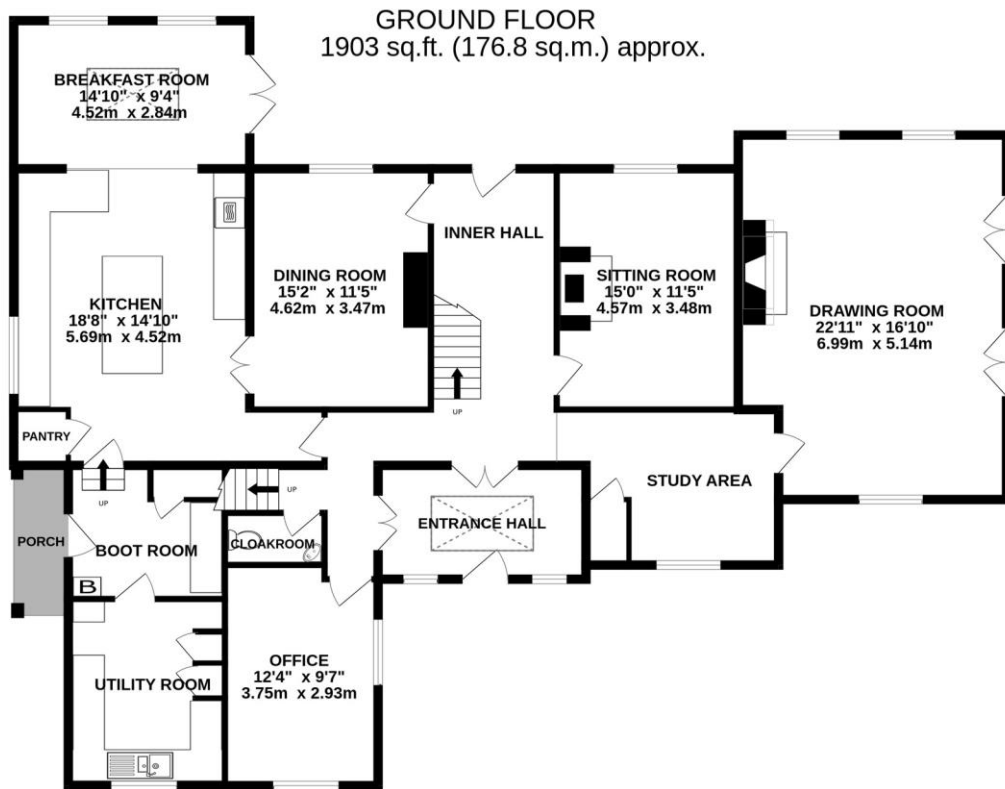 GROUND FLOOR
1903 sq.ft. (176.8 sq.m.) approx.
BREAKFAST ROOM
14'10" x 9'4"
4.52m x 2.84m
INNER HALL
DINING ROOM
15'2" x 11'5"
4.62m x 3.47m
SITTING ROOM
15'0" x 11'5"
4.57m x 3.48m
KITCHEN
18'8" x 14'10"
5.69m x 4.52m
DRAWING ROOM
22'11" x 16'10"
6.99m x 5.14m
UP
PANTRY
UP
UP
STUDY AREA
PORCH
BOOT ROOM
CLOAKROOM
ENTRANCE HALL
B
UTILITY ROOM
OFFICE
12'4" x 9'7"
3.75m x 2.93m